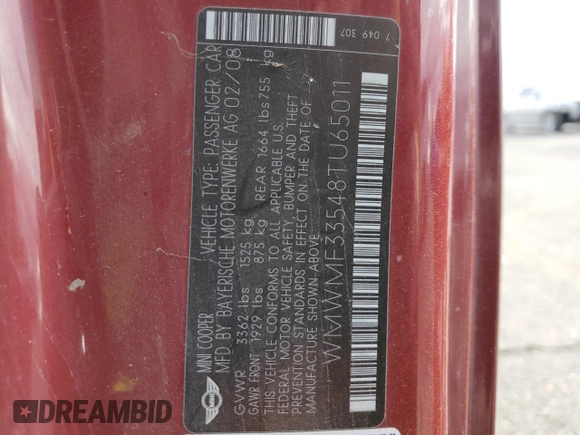 MINI COOPER
VEHICLE TYPE: PASSENGER CAR
MFD BY BAYERISCHE MOTORENWERKE AG 02/08
GVWR 3362 lbs 1525 kg
GAWR FRONT 1929 lbs 875 kg REAR 1664 lbs 755 kg
THIS VEHICLE CONFORMS TO ALL APPLICABLE U.S.
FEDERAL MOTOR VEHICLE SAFETY, BUMPER AND THEFT
PREVENTION STANDARDS IN EFFECT ON THE DATE OF
MANUFACTURE SHOWN ABOVE.
WMWMF33548TU65011
7 049 307
MINI
DREAMBID